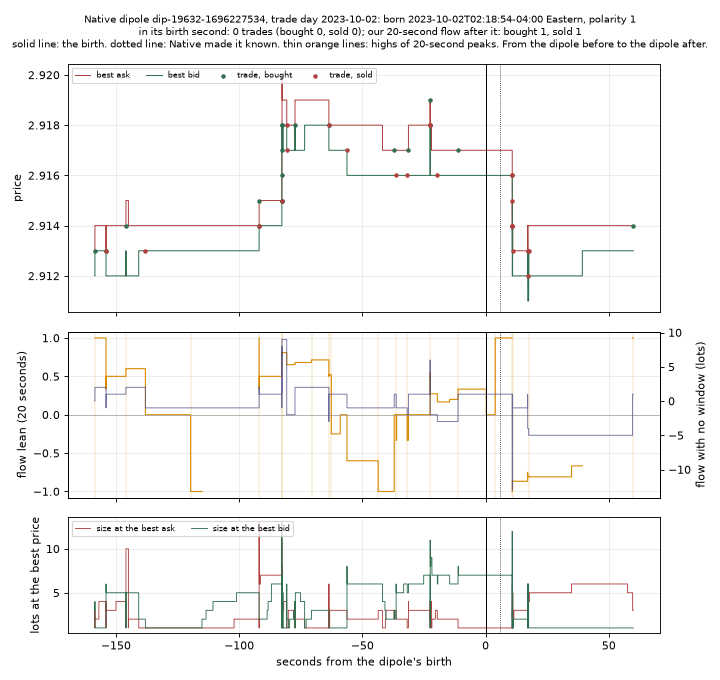 Native dipole dip-19632-1696227534, trade day 2023-10-02: born 2023-10-02T02:18:54-04:00 Eastern, polarity 1
in its birth second: 0 trades (bought 0, sold 0); our 20-second flow after it: bought 1, sold 1
solid line: the birth. dotted line: Native made it known. thin orange lines: highs of 20-second peaks. From the dipole before to the dipole after.
best ask best bid trade, bought trade, sold
2.920
2.918
2.916
2.914
2.912
price
1.0
0.5
0.0
−0.5
−1.0
flow lean (20 seconds)
10
5
0
−5
−10
flow with no window (lots)
size at the best ask size at the best bid
10
5
lots at the best price
−150 −100 −50 0 50
seconds from the dipole's birth